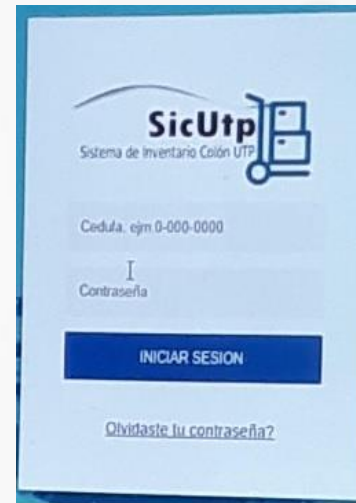 SicUtp
Sistema de Inventario Colón UTP
Cedula, ejm 0-000-0000
Contraseña
INICIAR SESION
Olvidaste tu contraseña?